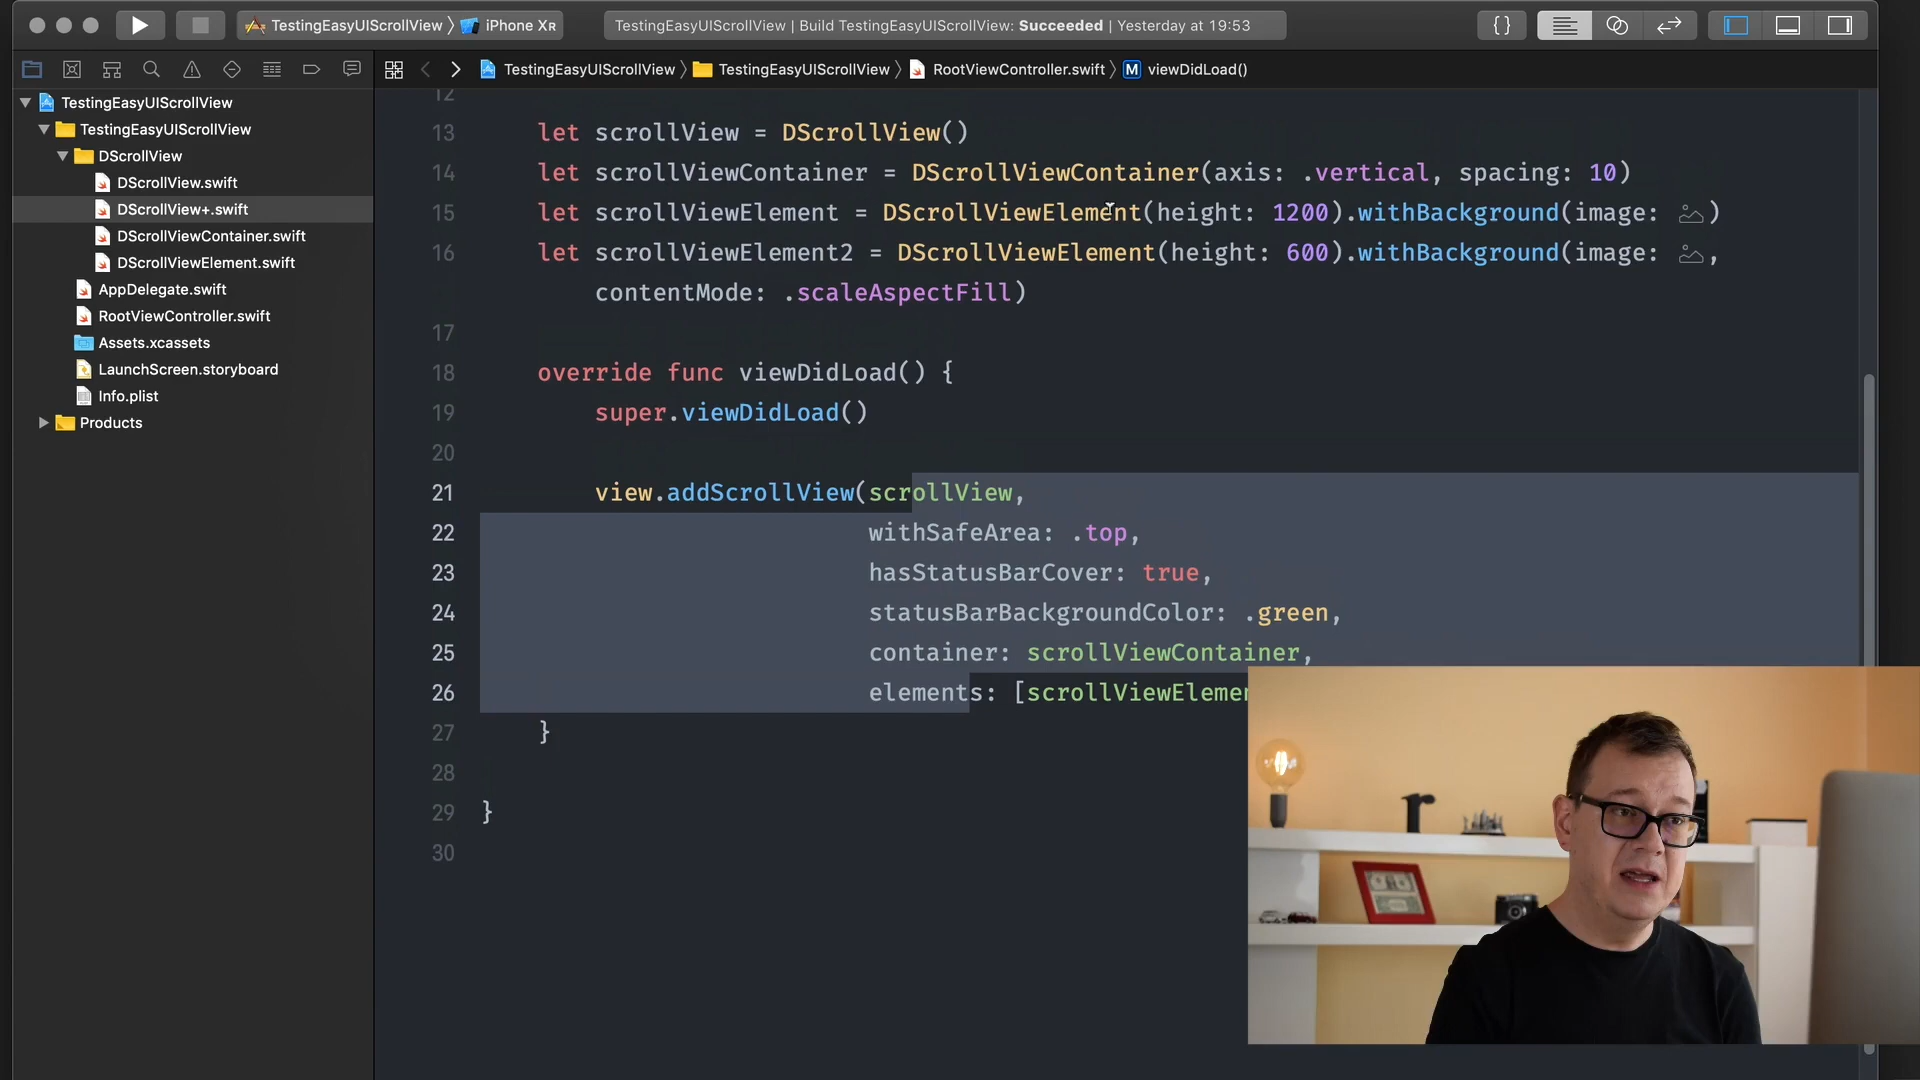 TestingEasyUIScrollView 〉 iPhone XR
TestingEasyUIScrollView | Build TestingEasyUIScrollView: Succeeded | Yesterday at 19:53
{}
TestingEasyUIScrollView 〉 TestingEasyUIScrollView 〉 RootViewController.swift 〉 M viewDidLoad()
TestingEasyUIScrollView
TestingEasyUIScrollView
DScrollView
DScrollView.swift
DScrollView+.swift
DScrollViewContainer.swift
DScrollViewElement.swift
AppDelegate.swift
RootViewController.swift
Assets.xcassets
LaunchScreen.storyboard
Info.plist
Products
12
13 let scrollView = DScrollView()
14 let scrollViewContainer = DScrollViewContainer(axis: .vertical, spacing: 10)
15 let scrollViewElement = DScrollViewElement(height: 1200).withBackground(image: )
16 let scrollViewElement2 = DScrollViewElement(height: 600).withBackground(image: ,
contentMode: .scaleAspectFill)
17
18 override func viewDidLoad() {
19 super.viewDidLoad()
20
21 view.addScrollView(scrollView,
22 withSafeArea: .top,
23 hasStatusBarCover: true,
24 statusBarBackgroundColor: .green,
25 container: scrollViewContainer,
26 elements: [scrollViewElemen
27 }
28
29 }
30